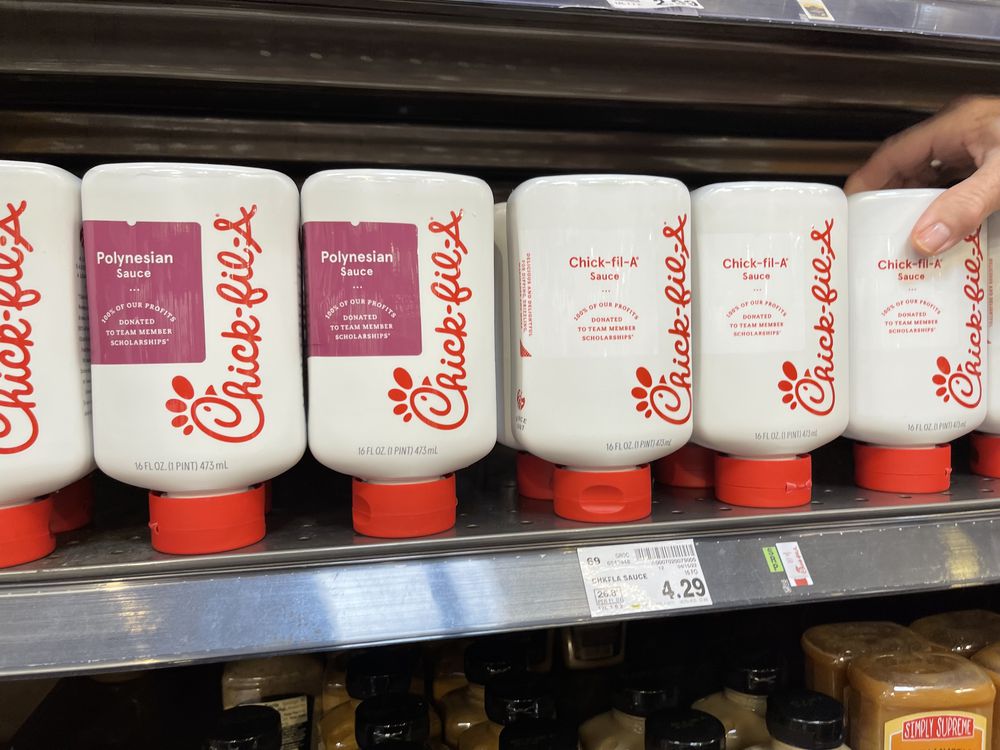 Chick-fil-A
Polynesian
Sauce
100% OF OUR PROFITS
DONATED
TO TEAM MEMBER
SCHOLARSHIPS*
Chick-fil-A
16 FL OZ. (1 PINT) 473 mL
Polynesian
Sauce
100% OF OUR PROFITS
DONATED
TO TEAM MEMBER
SCHOLARSHIPS*
Chick-fil-A
16 FL OZ. (1 PINT) 473 mL
Chick-fil-A
Sauce
100% OF OUR PROFITS
DONATED
TO TEAM MEMBER
SCHOLARSHIPS*
Chick-fil-A
16 FL OZ. (1 PINT) 473 mL
Chick-fil-A
Sauce
100% OF OUR PROFITS
DONATED
TO TEAM MEMBER
SCHOLARSHIPS*
Chick-fil-A
16 FL OZ. (1 PINT) 473 mL
Chick-fil-A
Sauce
100% OF OUR PROFITS
DONATED
TO TEAM MEMBER
SCHOLARSHIPS*
Chick-fil-A
16 FL OZ. (1 PINT) 473 mL
69 GROC
CHKFLA SAUCE
26.8¢
4.29
SIMPLY SUPREME